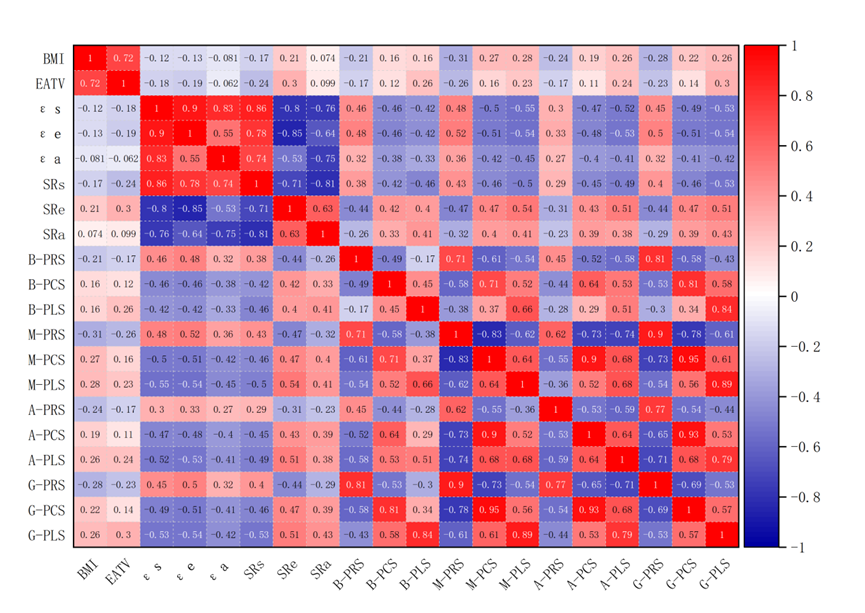 BMI 1 0.72 -0.12 -0.13 -0.081 -0.17 0.21 0.074 -0.21 0.16 0.16 -0.31 0.27 0.28 -0.24 0.19 0.26 -0.28 0.22 0.26
EATV 0.72 1 -0.18 -0.19 -0.062 -0.24 0.3 0.099 -0.17 0.12 0.26 -0.26 0.16 0.23 -0.17 0.11 0.24 -0.23 0.14 0.3
ε s -0.12 -0.18 1 0.9 0.83 0.86 -0.8 -0.76 0.46 -0.46 -0.42 0.48 -0.5 -0.55 0.3 -0.47 -0.52 0.45 -0.49 -0.53
ε e -0.13 -0.19 0.9 1 0.55 0.78 -0.85 -0.64 0.48 -0.46 -0.42 0.52 -0.51 -0.54 0.33 -0.48 -0.53 0.5 -0.51 -0.54
ε a -0.081 -0.062 0.83 0.55 1 0.74 -0.53 -0.75 0.32 -0.38 -0.33 0.36 -0.42 -0.45 0.27 -0.4 -0.41 0.32 -0.41 -0.42
SRs -0.17 -0.24 0.86 0.78 0.74 1 -0.71 -0.81 0.38 -0.42 -0.46 0.43 -0.46 -0.5 0.29 -0.45 -0.49 0.4 -0.46 -0.53
SRe 0.21 0.3 -0.8 -0.85 -0.53 -0.71 1 0.63 -0.44 0.42 0.4 -0.47 0.47 0.54 -0.31 0.43 0.51 -0.44 0.47 0.51
SRa 0.074 0.099 -0.76 -0.64 -0.75 -0.81 0.63 1 -0.26 0.33 0.41 -0.32 0.4 0.41 -0.23 0.39 0.38 -0.29 0.39 0.43
B-PRS -0.21 -0.17 0.46 0.48 0.32 0.38 -0.44 -0.26 1 -0.49 -0.17 0.71 -0.61 -0.54 0.45 -0.52 -0.58 0.81 -0.58 -0.43
B-PCS 0.16 0.12 -0.46 -0.46 -0.38 -0.42 0.42 0.33 -0.49 1 0.45 -0.58 0.71 0.52 -0.44 0.64 0.53 -0.53 0.81 0.58
B-PLS 0.16 0.26 -0.42 -0.42 -0.33 -0.46 0.4 0.41 -0.17 0.45 1 -0.38 0.37 0.66 -0.28 0.29 0.51 -0.3 0.34 0.84
M-PRS -0.31 -0.26 0.48 0.52 0.36 0.43 -0.47 -0.32 0.71 -0.58 -0.38 1 -0.83 -0.62 0.62 -0.73 -0.74 0.9 -0.78 -0.61
M-PCS 0.27 0.16 -0.5 -0.51 -0.42 -0.46 0.47 0.4 -0.61 0.71 0.37 -0.83 1 0.64 -0.55 0.9 0.68 -0.73 0.95 0.61
M-PLS 0.28 0.23 -0.55 -0.54 -0.45 -0.5 0.54 0.41 -0.54 0.52 0.66 -0.62 0.64 1 -0.36 0.52 0.68 -0.54 0.56 0.89
A-PRS -0.24 -0.17 0.3 0.33 0.27 0.29 -0.31 -0.23 0.45 -0.44 -0.28 0.62 -0.55 -0.36 1 -0.53 -0.59 0.77 -0.54 -0.44
A-PCS 0.19 0.11 -0.47 -0.48 -0.4 -0.45 0.43 0.39 -0.52 0.64 0.29 -0.73 0.9 0.52 -0.53 1 0.64 -0.65 0.93 0.53
A-PLS 0.26 0.24 -0.52 -0.53 -0.41 -0.49 0.51 0.38 -0.58 0.53 0.51 -0.74 0.68 0.68 -0.59 0.64 1 -0.71 0.68 0.79
G-PRS -0.28 -0.23 0.45 0.5 0.32 0.4 -0.44 -0.29 0.81 -0.53 -0.3 0.9 -0.73 -0.54 0.77 -0.65 -0.71 1 -0.69 -0.53
G-PCS 0.22 0.14 -0.49 -0.51 -0.41 -0.46 0.47 0.39 -0.58 0.81 0.34 -0.78 0.95 0.56 -0.54 0.93 0.68 -0.69 1 0.57
G-PLS 0.26 0.3 -0.53 -0.54 -0.42 -0.53 0.51 0.43 -0.43 0.58 0.84 -0.61 0.61 0.89 -0.44 0.53 0.79 -0.53 0.57 1
BMI EATV ε s ε e ε a SRs SRe SRa B-PRS B-PCS B-PLS M-PRS M-PCS M-PLS A-PRS A-PCS A-PLS G-PRS G-PCS G-PLS
1
0.8
0.6
0.4
0.2
0
-0.2
-0.4
-0.6
-0.8
-1